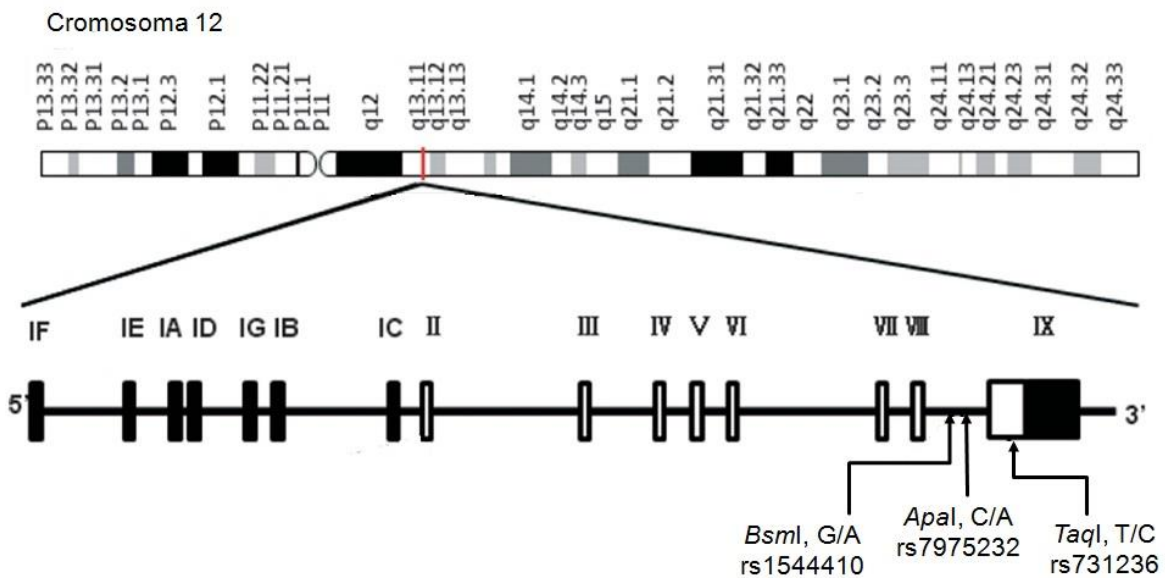 Cromosoma 12
P13.33 P13.32 P13.31 P13.2 P13.1 P12.3 P12.1 P11.22 P11.21 P11.1 P11 q12 q13.11 q13.12 q13.13 q14.1 q14.2 q14.3 q15 q21.1 q21.2 q21.31 q21.32 q21.33 q22 q23.1 q23.2 q23.3 q24.11 q24.13 q24.21 q24.23 q24.31 q24.32 q24.33
IF IE IA ID IG IB IC II III IV V VI VII VIII IX
5' 3'
BsmI, G/A
rs1544410
ApaI, C/A
rs7975232
TaqI, T/C
rs731236